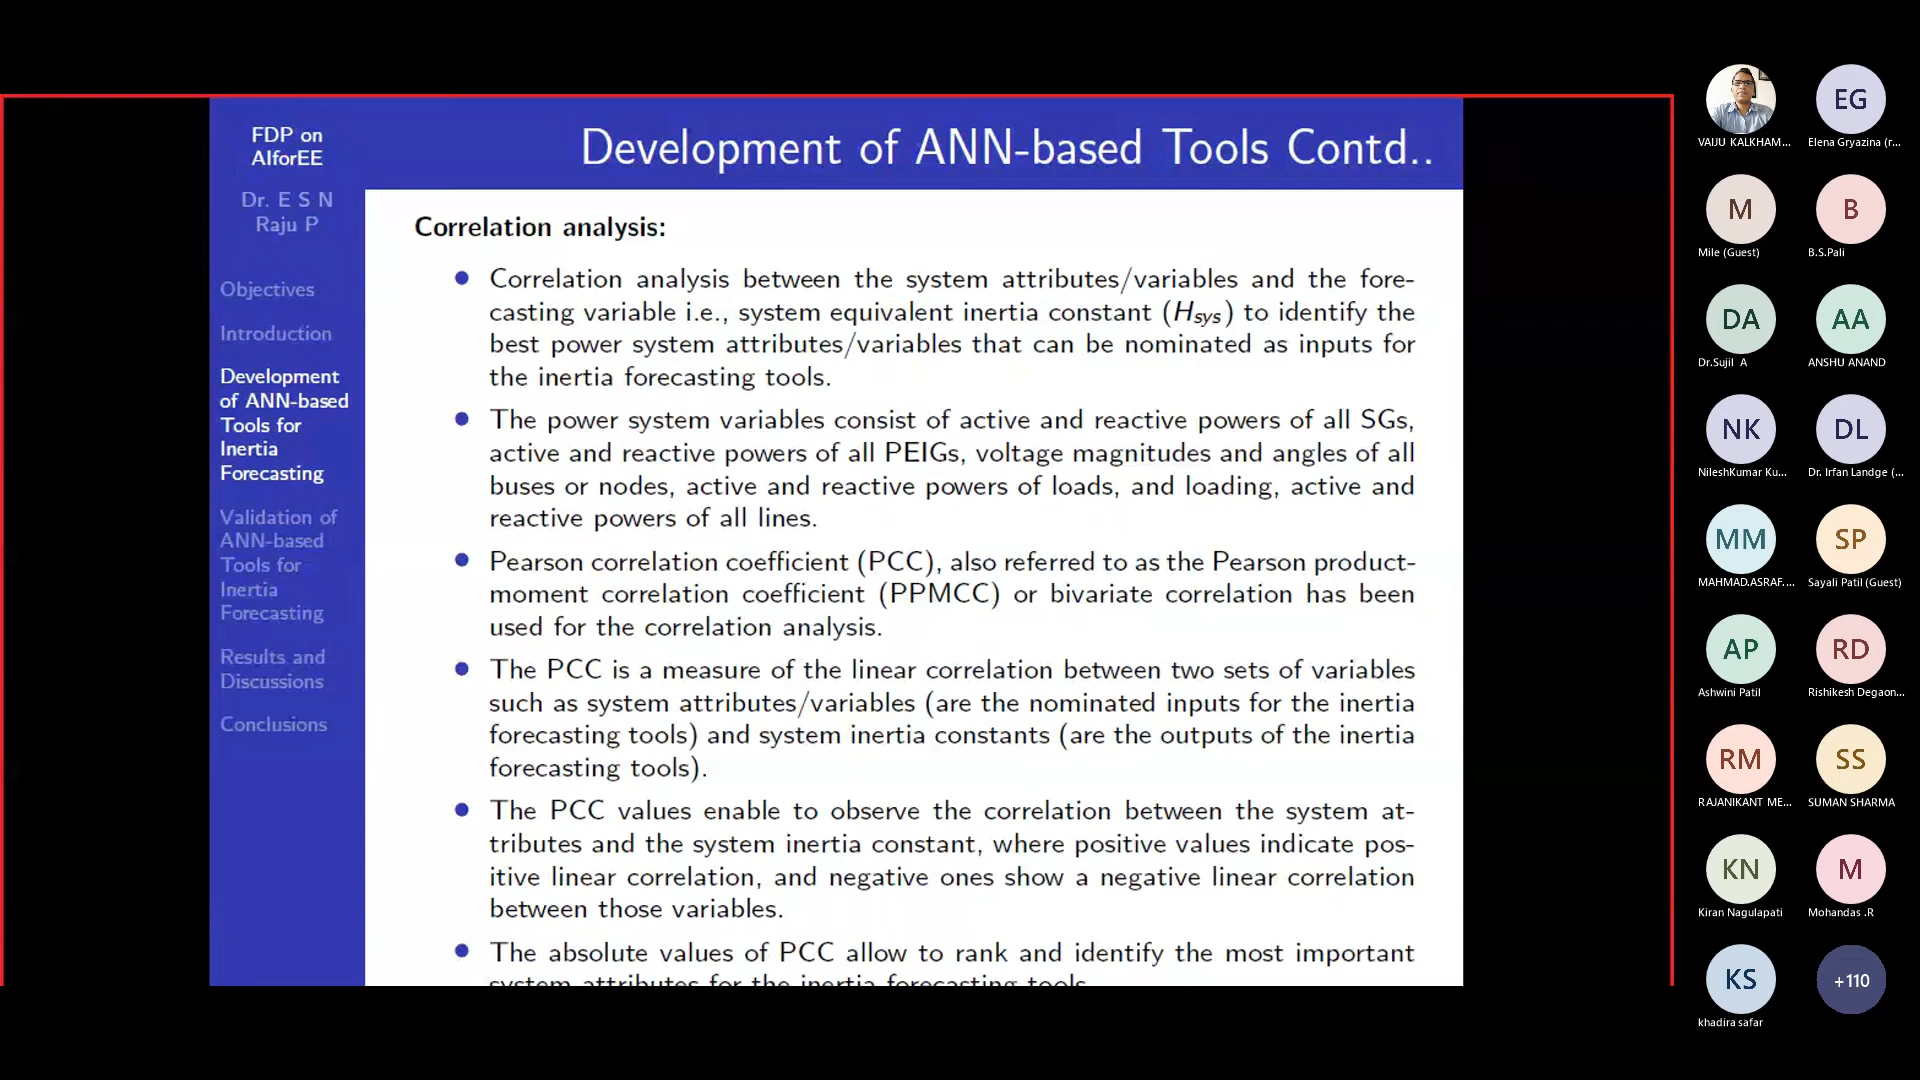 FDP on
AIforEE
Dr. E S N
Raju P
Objectives
Introduction
Development
of ANN-based
Tools for
Inertia
Forecasting
Validation of
ANN-based
Tools for
Inertia
Forecasting
Results and
Discussions
Conclusions
Development of ANN-based Tools Contd..
Correlation analysis:
Correlation analysis between the system attributes/variables and the fore-
casting variable i.e., system equivalent inertia constant (Hsys) to identify the
best power system attributes/variables that can be nominated as inputs for
the inertia forecasting tools.
The power system variables consist of active and reactive powers of all SGs,
active and reactive powers of all PEIGs, voltage magnitudes and angles of all
buses or nodes, active and reactive powers of loads, and loading, active and
reactive powers of all lines.
Pearson correlation coefficient (PCC), also referred to as the Pearson product-
moment correlation coefficient (PPMCC) or bivariate correlation has been
used for the correlation analysis.
The PCC is a measure of the linear correlation between two sets of variables
such as system attributes/variables (are the nominated inputs for the inertia
forecasting tools) and system inertia constants (are the outputs of the inertia
forecasting tools).
The PCC values enable to observe the correlation between the system at-
tributes and the system inertia constant, where positive values indicate pos-
itive linear correlation, and negative ones show a negative linear correlation
between those variables.
The absolute values of PCC allow to rank and identify the most important
system attributes for the inertia forecasting tools.
VAIJU KALKHAM...
EG
Elena Gryazina (r...
M
Mile (Guest)
B
B.S.Pali
DA
Dr.Sujil A
AA
ANSHU ANAND
NK
NileshKumar Ku...
DL
Dr. Irfan Landge (...
MM
MAHMAD.ASRAF....
SP
Sayali Patil (Guest)
AP
Ashwini Patil
RD
Rishikesh Degaon...
RM
RAJANIKANT ME...
SS
SUMAN SHARMA
KN
Kiran Nagulapati
M
Mohandas .R
KS
khadira safar
+110